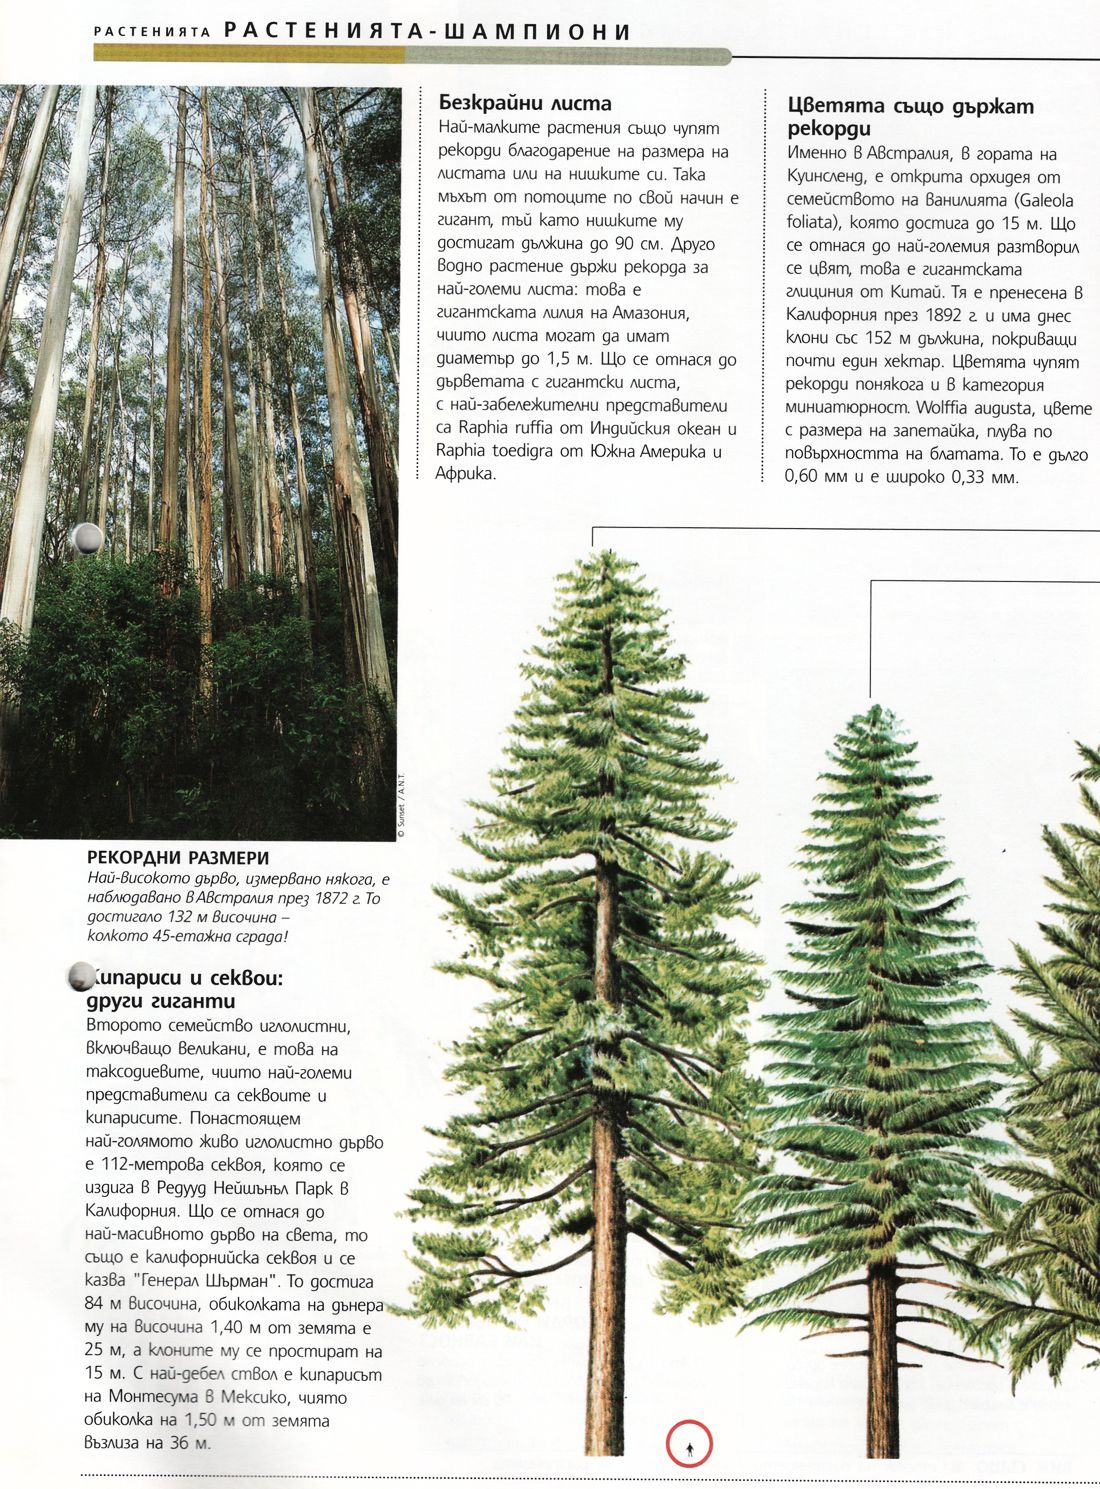 РАСТЕНИЯТА РАСТЕНИЯТА-ШАМПИОНИ
© Sunset / A.N.T.
РЕКОРДНИ РАЗМЕРИ
Най-високото дърво, измервано някога, е
наблюдавано в Австралия през 1872 г. То
достигало 132 м височина –
колкото 45-етажна сграда!
Кипариси и секвои:
други гиганти
Второто семейство иглолистни,
включващо великани, е това на
таксодиевите, чиито най-големи
представители са секвоите и
кипарисите. Понастоящем
най-голямото живо иглолистно дърво
е 112-метрова секвоя, която се
издига в Редууд Нейшънъл Парк в
Калифорния. Що се отнася до
най-масивното дърво на света, то
също е калифорнийска секвоя и се
казва "Генерал Шърман". То достига
84 м височина, обиколката на дънера
му на височина 1,40 м от земята е
25 м, а клоните му се простират на
15 м. С най-дебел ствол е кипарисът
на Монтесума в Мексико, чиято
обиколка на 1,50 м от земята
възлиза на 36 м.
Безкрайни листа
Най-малките растения също чупят
рекорди благодарение на размера на
листата или на нишките си. Така
мъхът от потоците по свой начин е
гигант, тъй като нишките му
достигат дължина до 90 см. Друго
водно растение държи рекорда за
най-големи листа: това е
гигантската лилия на Амазония,
чиито листа могат да имат
диаметър до 1,5 м. Що се отнася до
дърветата с гигантски листа,
с най-забележителни представители
са Raphia ruffia от Индийския океан и
Raphia toedigra от Южна Америка и
Африка.
Цветята също държат
рекорди
Именно в Австралия, в гората на
Куинсленд, е открита орхидея от
семейството на ванилията (Galeola
foliata), която достига до 15 м. Що
се отнася до най-големия разтворил
се цвят, това е гигантската
глициния от Китай. Тя е пренесена в
Калифорния през 1892 г. и има днес
клони със 152 м дължина, покриващи
почти един хектар. Цветята чупят
рекорди понякога и в категория
миниатюрност. Wolffia augusta, цвете
с размера на запетайка, плува по
повърхността на блатата. То е дълго
0,60 мм и е широко 0,33 мм.